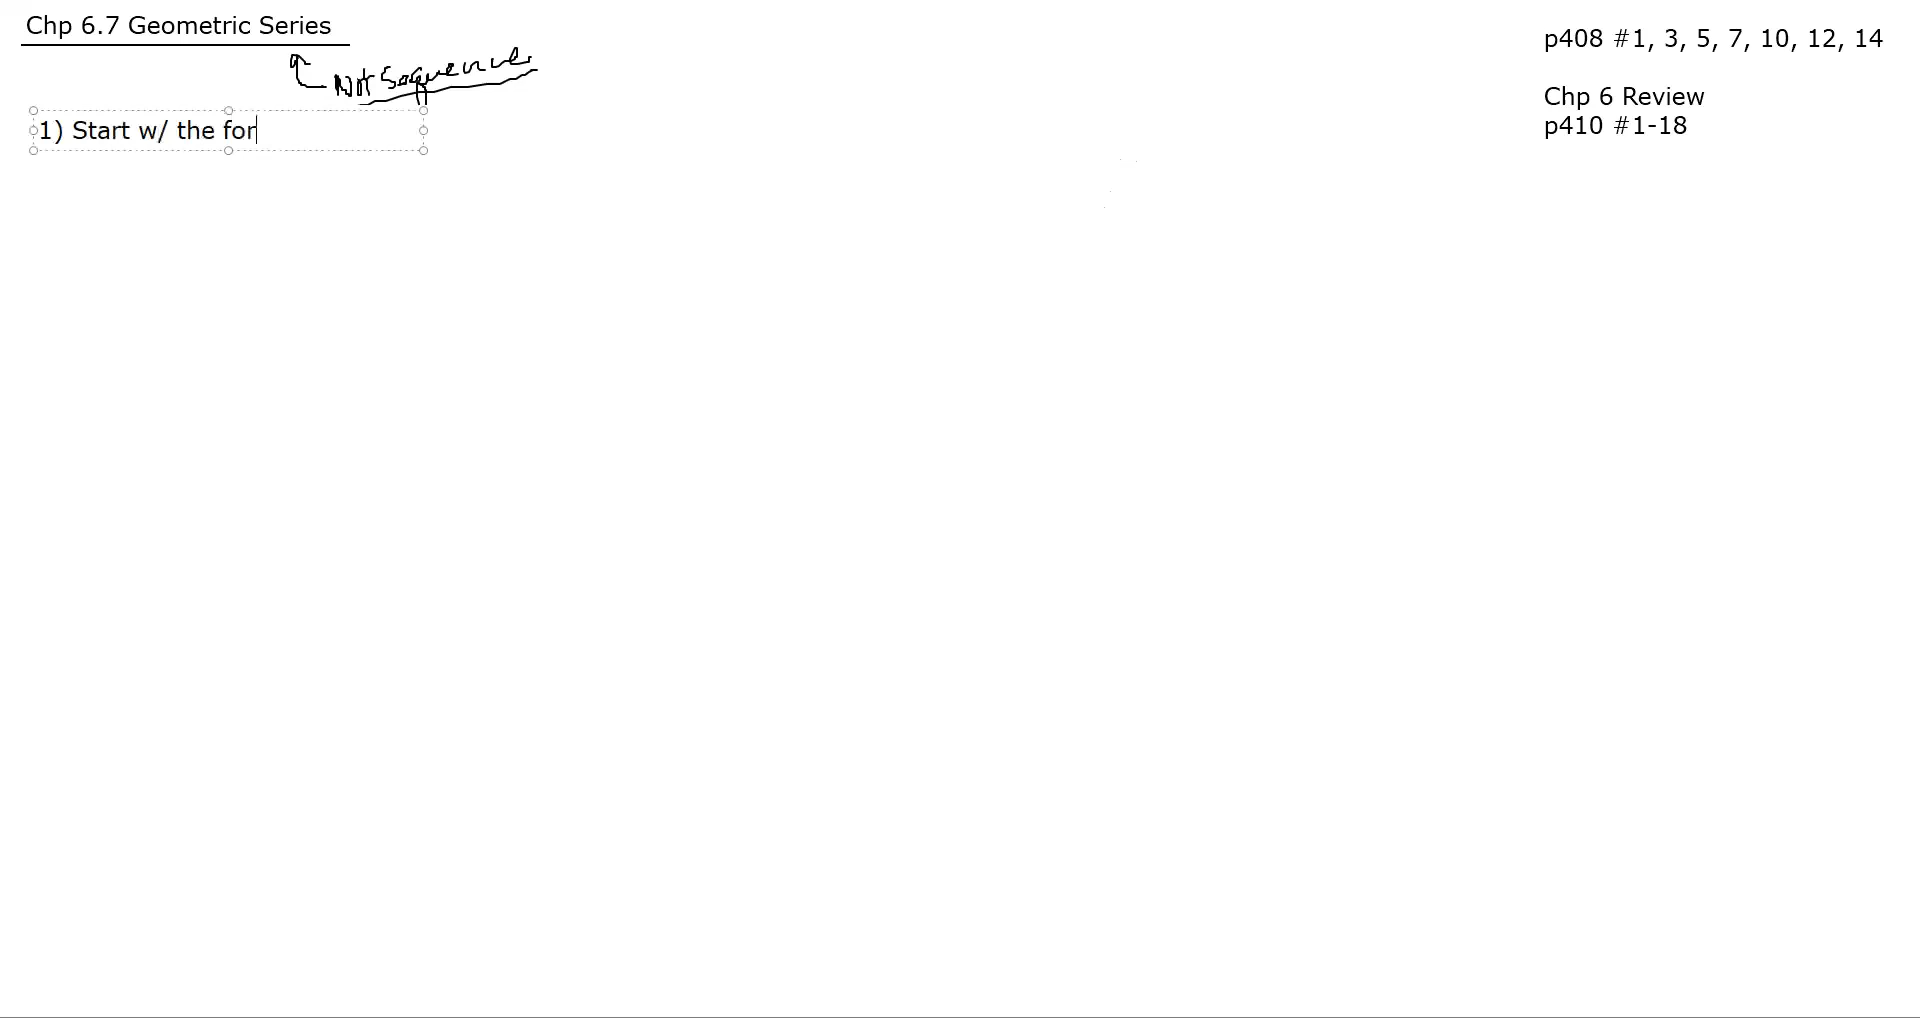 Chp 6.7 Geometric Series
Not Sequences
1) Start w/ the for
p408 #1, 3, 5, 7, 10, 12, 14
Chp 6 Review
p410 #1-18